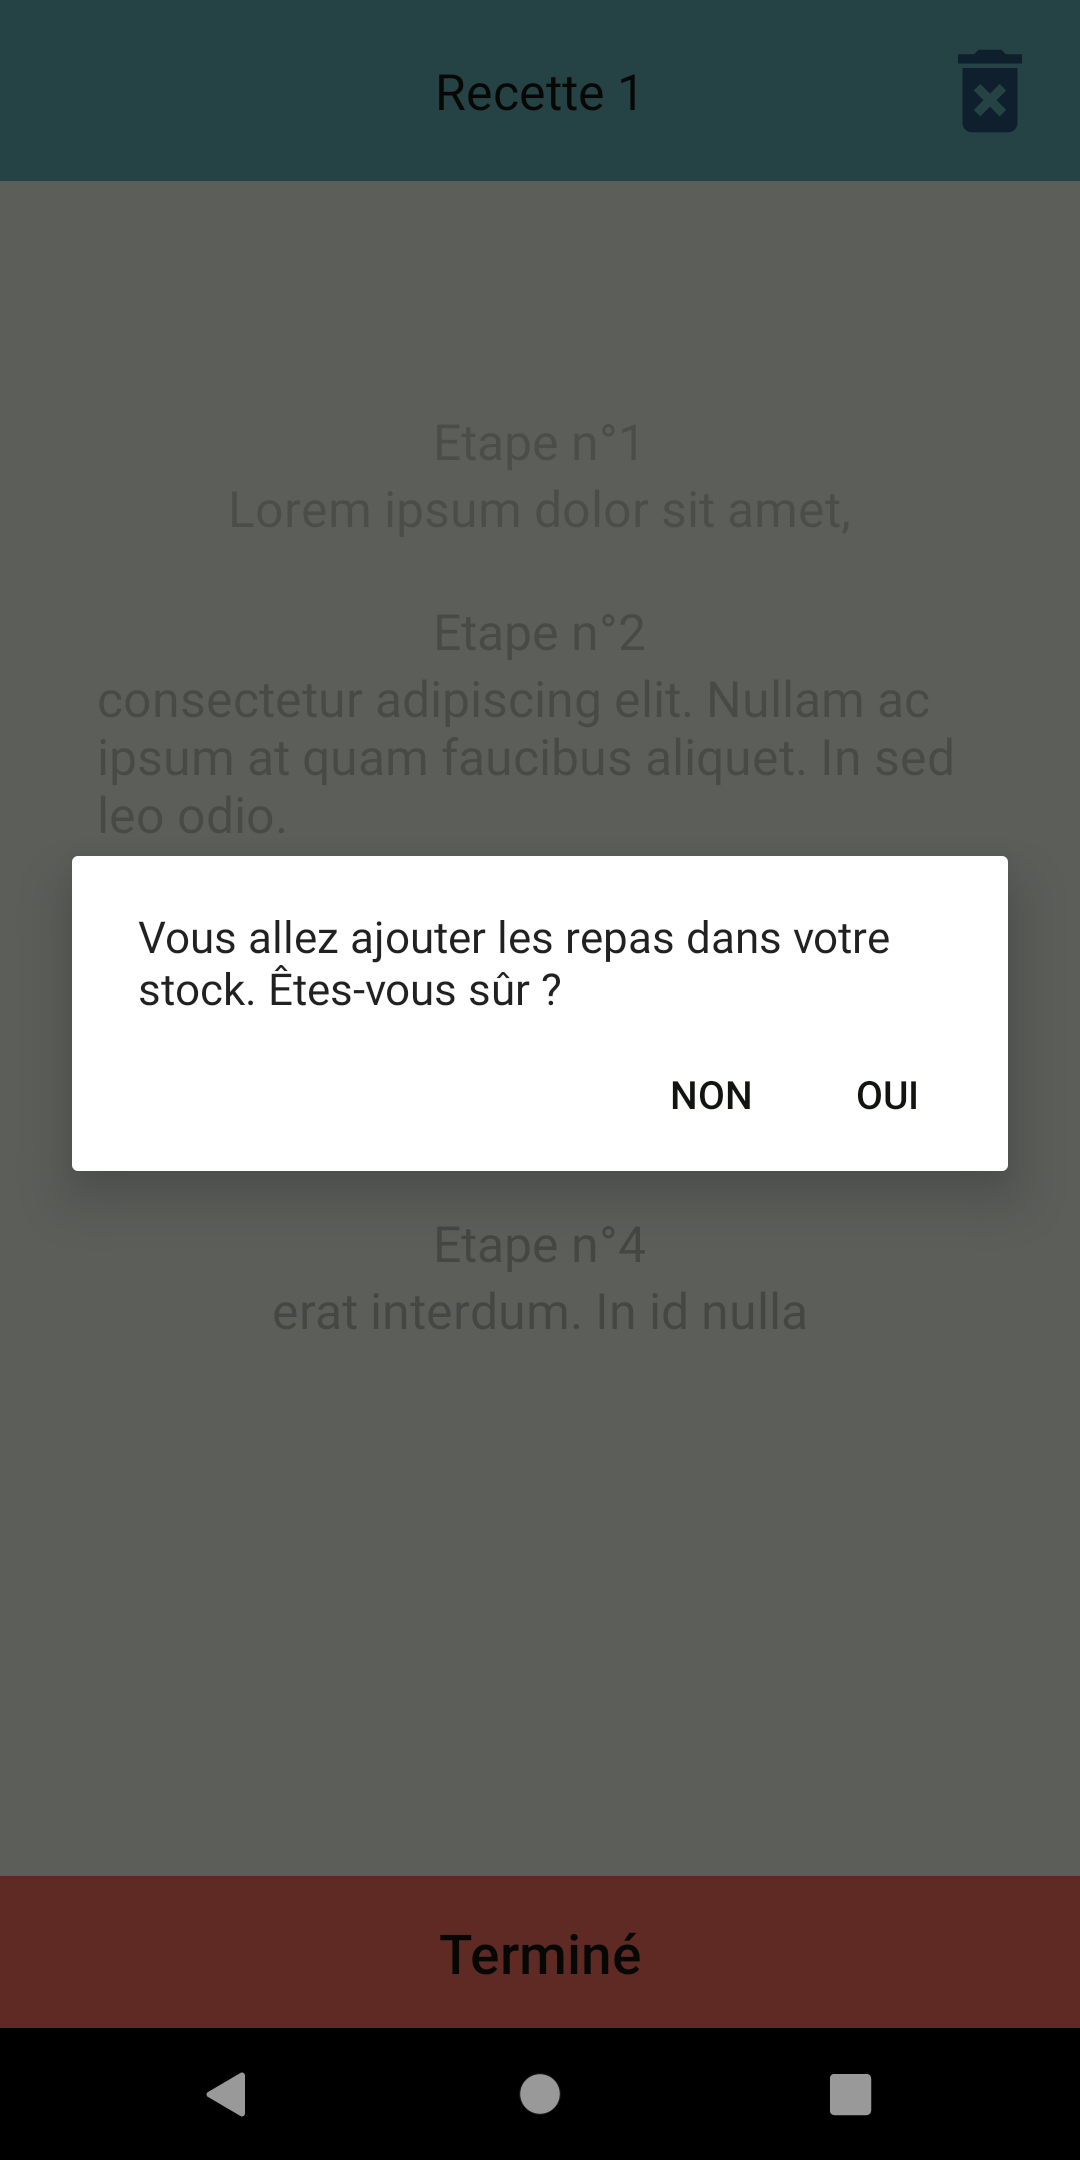 Recette 1
Etape n°1
Lorem ipsum dolor sit amet,
Etape n°2
consectetur adipiscing elit. Nullam ac
ipsum at quam faucibus aliquet. In sed
leo odio.
Vous allez ajouter les repas dans votre
stock. Êtes-vous sûr ?
NON
OUI
Etape n°4
erat interdum. In id nulla
Terminé